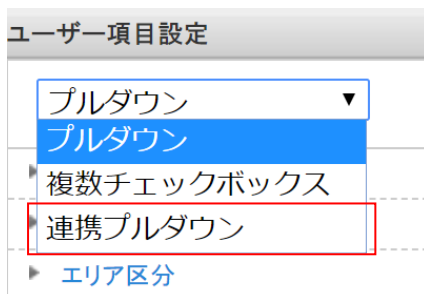 ユーザー項目設定
プルダウン
プルダウン
複数チェックボックス
連携プルダウン
エリア区分